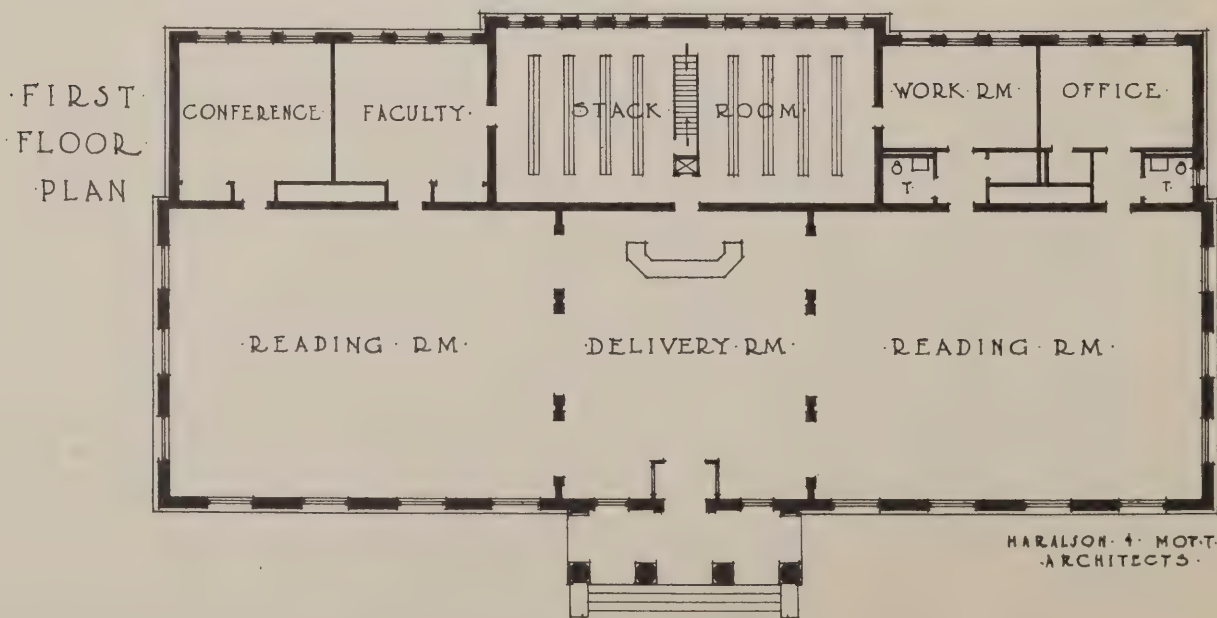 ·FIRST·
FLOOR·
·PLAN
CONFERENCE·
FACULTY·
·STACK·ROOM·
·WORK·RM·
OFFICE·
T.
T.
·READING·RM·
·DELIVERY·RM·
·READING·RM·
HARALSON·&·MOTT·
·ARCHITECTS·